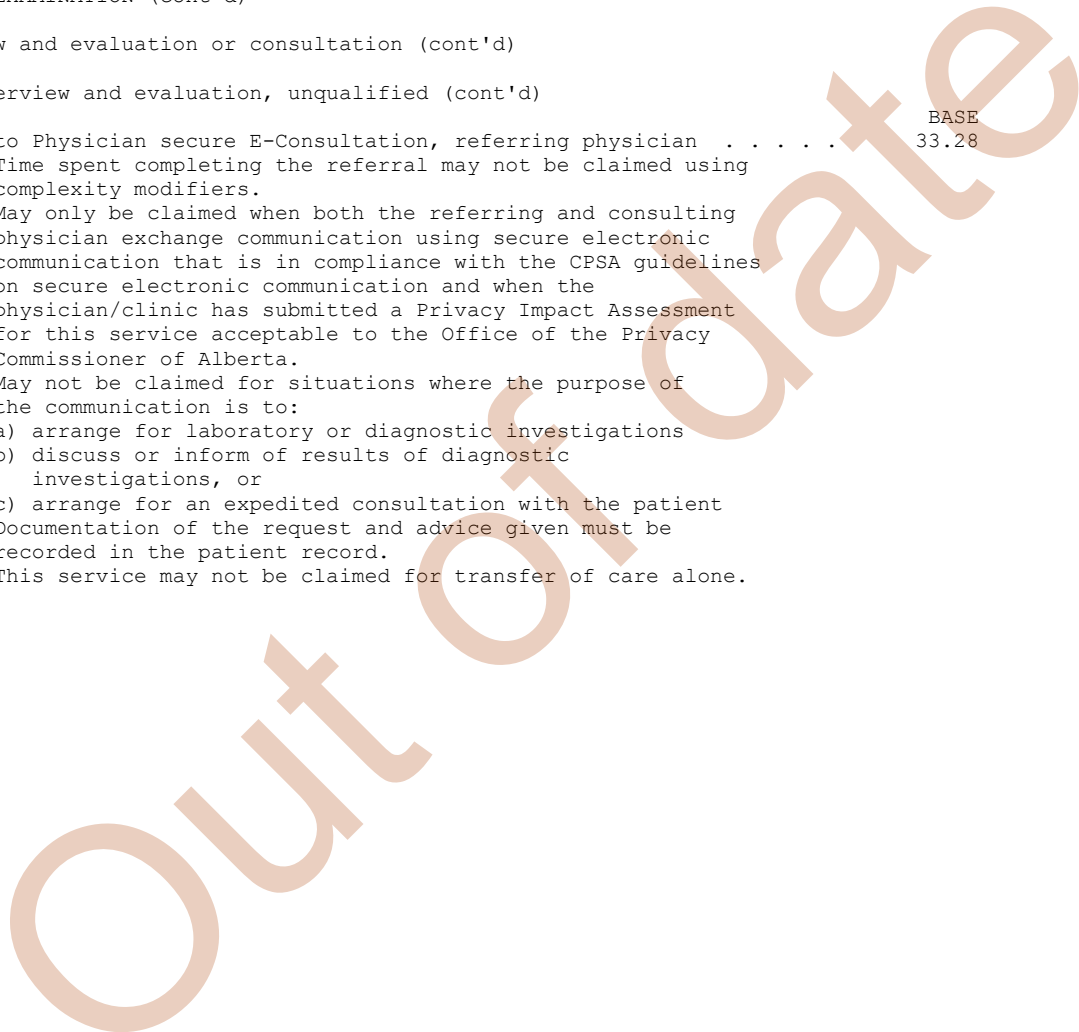 (cont'd)
w and evaluation or consultation (cont'd)
erview and evaluation, unqualified (cont'd)
BASE
to Physician secure E-Consultation, referring physician . . . . . 33.28
Time spent completing the referral may not be claimed using
complexity modifiers.
May only be claimed when both the referring and consulting
physician exchange communication using secure electronic
communication that is in compliance with the CPSA guidelines
on secure electronic communication and when the
physician/clinic has submitted a Privacy Impact Assessment
for this service acceptable to the Office of the Privacy
Commissioner of Alberta.
May not be claimed for situations where the purpose of
the communication is to:
a) arrange for laboratory or diagnostic investigations
b) discuss or inform of results of diagnostic
investigations, or
c) arrange for an expedited consultation with the patient
Documentation of the request and advice given must be
recorded in the patient record.
This service may not be claimed for transfer of care alone.
Out of date